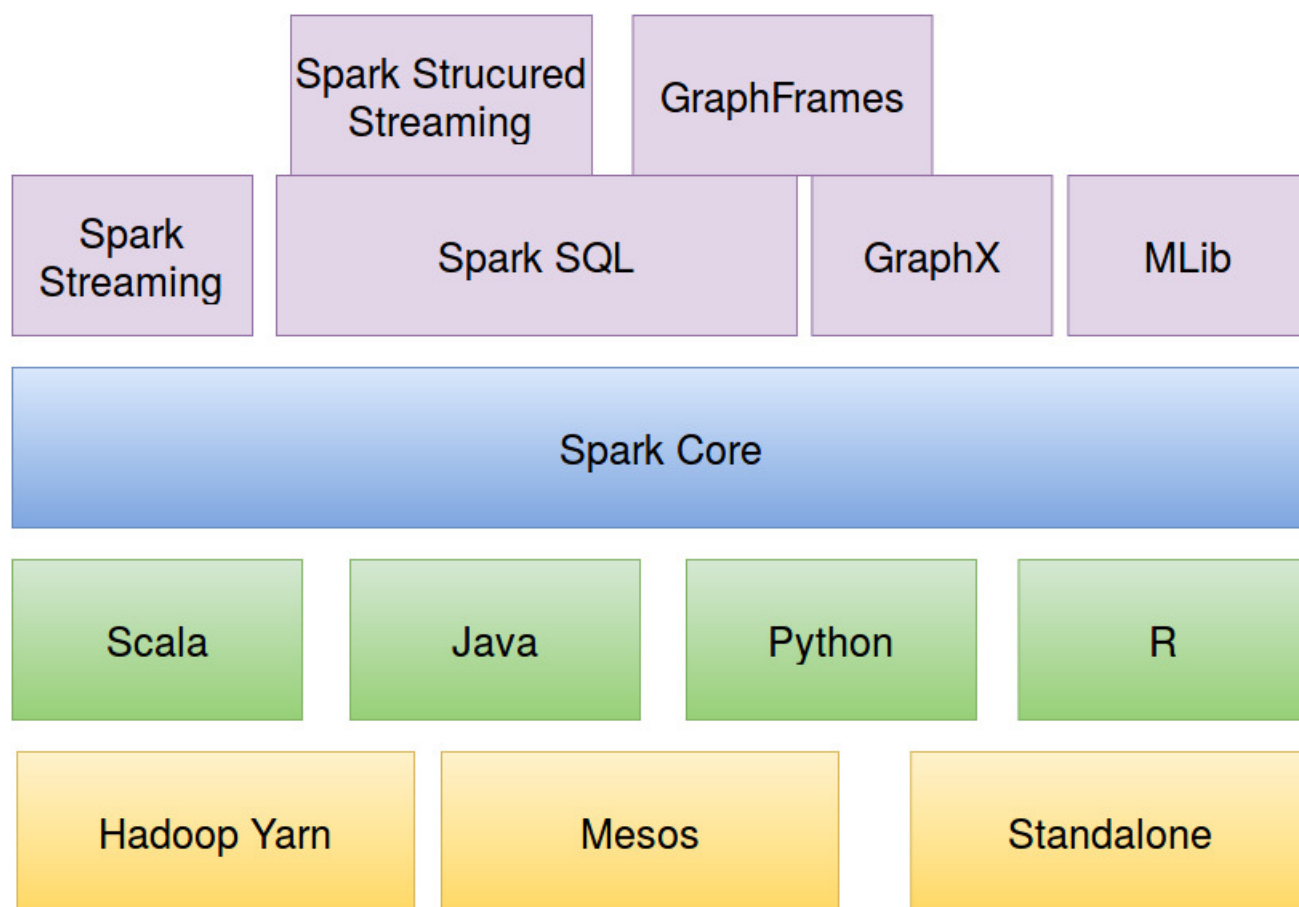 Spark Strucured
Streaming
GraphFrames
Spark
Streaming
Spark SQL
GraphX
MLib
Spark Core
Scala
Java
Python
R
Hadoop Yarn
Mesos
Standalone